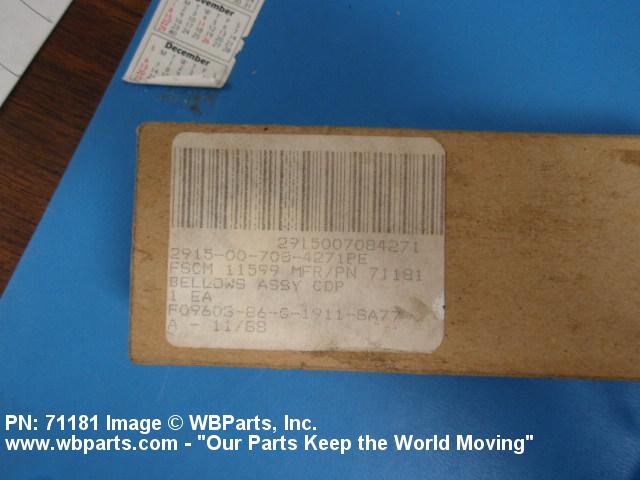 November
December
2915007084271
2915-00-708-4271PE
FSCM 11599 MFR/PN 71181
BELLOWS ASSY CDP
1 EA
F09603-86-G-1911-SA77
A - 11/88
PN: 71181 Image © WBParts, Inc.
www.wbparts.com - "Our Parts Keep the World Moving"